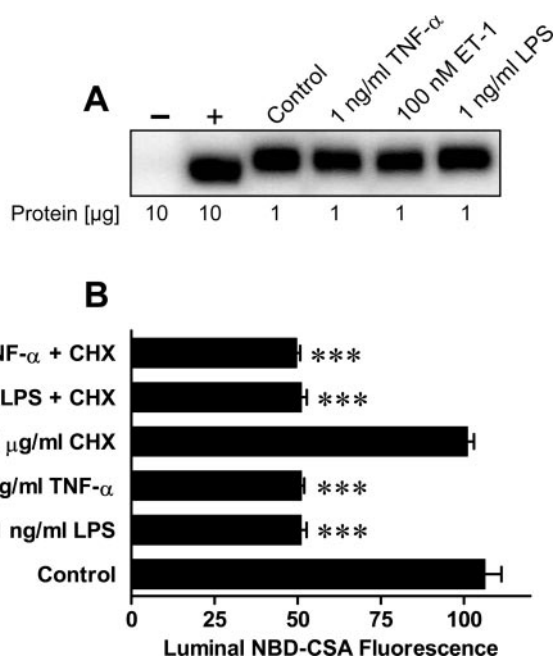 A
− + Control 1 ng/ml TNF-α 100 nM ET-1 1 ng/ml LPS
Protein [μg] 10 10 1 1 1 1
B
+ CHX ***
LPS + CHX ***
μg/ml CHX
TNF-α ***
ng/ml LPS ***
Control
0 25 50 75 100
Luminal NBD-CSA Fluorescence